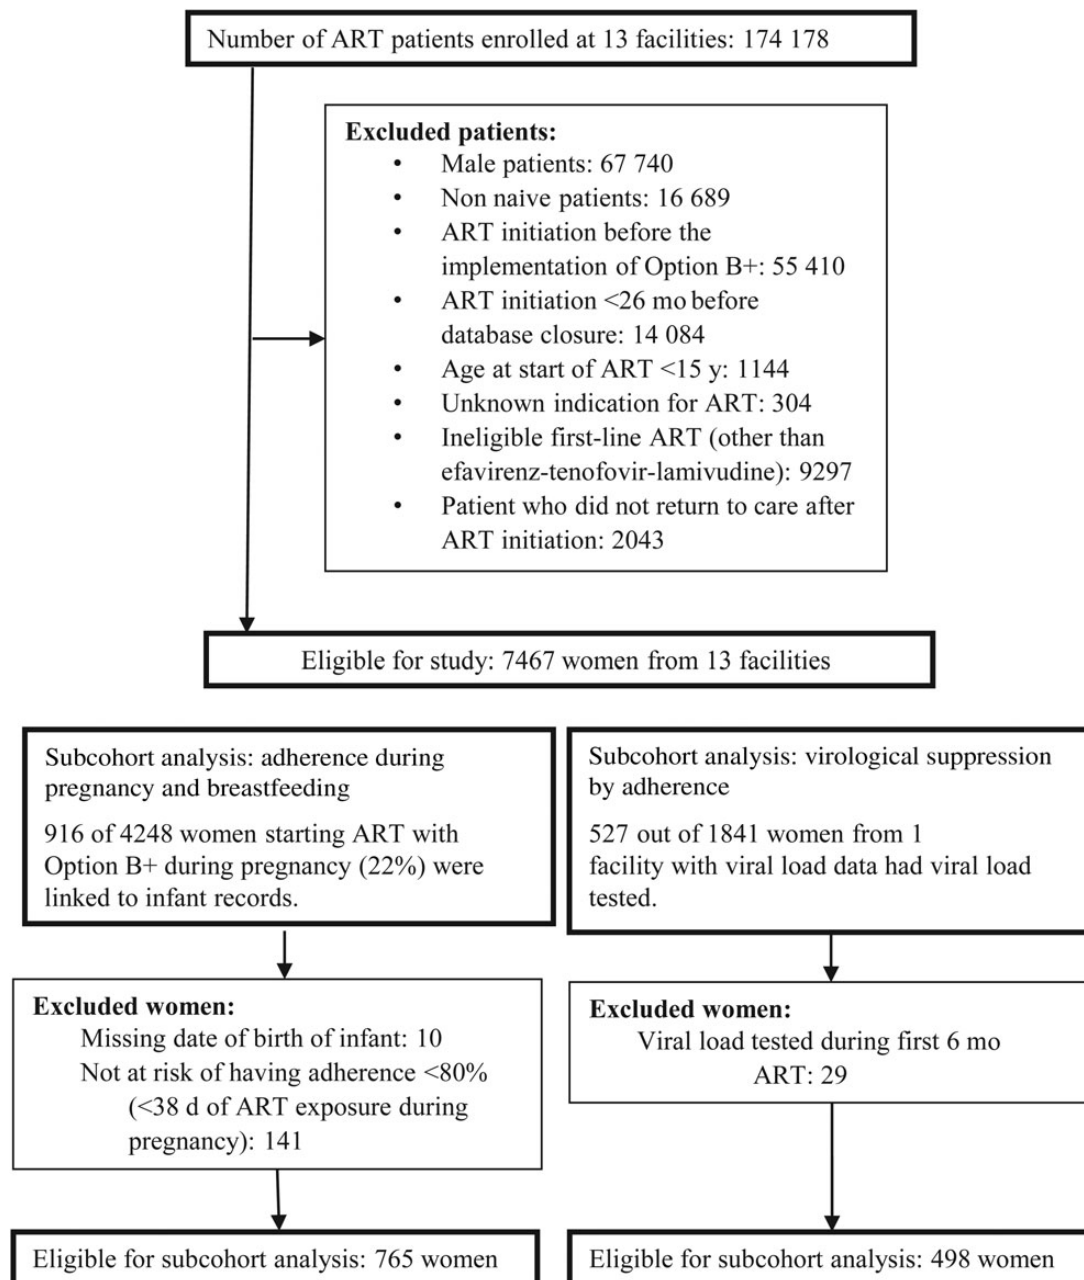 Number of ART patients enrolled at 13 facilities: 174 178
Excluded patients:
• Male patients: 67 740
• Non naive patients: 16 689
• ART initiation before the
implementation of Option B+: 55 410
• ART initiation <26 mo before
database closure: 14 084
• Age at start of ART <15 y: 1144
• Unknown indication for ART: 304
• Ineligible first-line ART (other than
efavirenz-tenofovir-lamivudine): 9297
• Patient who did not return to care after
ART initiation: 2043
Eligible for study: 7467 women from 13 facilities
Subcohort analysis: adherence during
pregnancy and breastfeeding
916 of 4248 women starting ART with
Option B+ during pregnancy (22%) were
linked to infant records.
Excluded women:
Missing date of birth of infant: 10
Not at risk of having adherence <80%
(<38 d of ART exposure during
pregnancy): 141
Eligible for subcohort analysis: 765 women
Subcohort analysis: virological suppression
by adherence
527 out of 1841 women from 1
facility with viral load data had viral load
tested.
Excluded women:
Viral load tested during first 6 mo
ART: 29
Eligible for subcohort analysis: 498 women